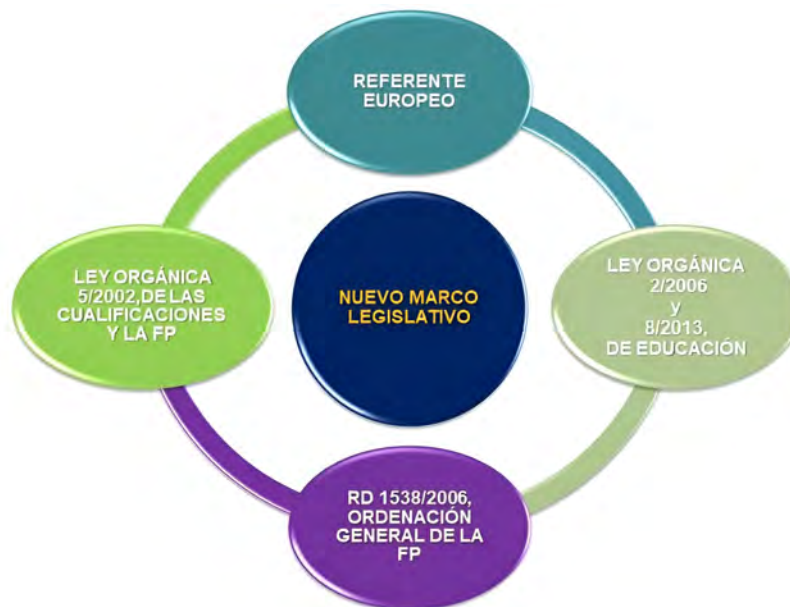 REFERENTE
EUROPEO
LEY ORGÁNICA
5/2002,DE LAS
CUALIFICACIONES
Y LA FP
NUEVO MARCO
LEGISLATIVO
LEY ORGÁNICA
2/2006
y
8/2013,
DE EDUCACIÓN
RD 1538/2006,
ORDENACIÓN
GENERAL DE LA
FP